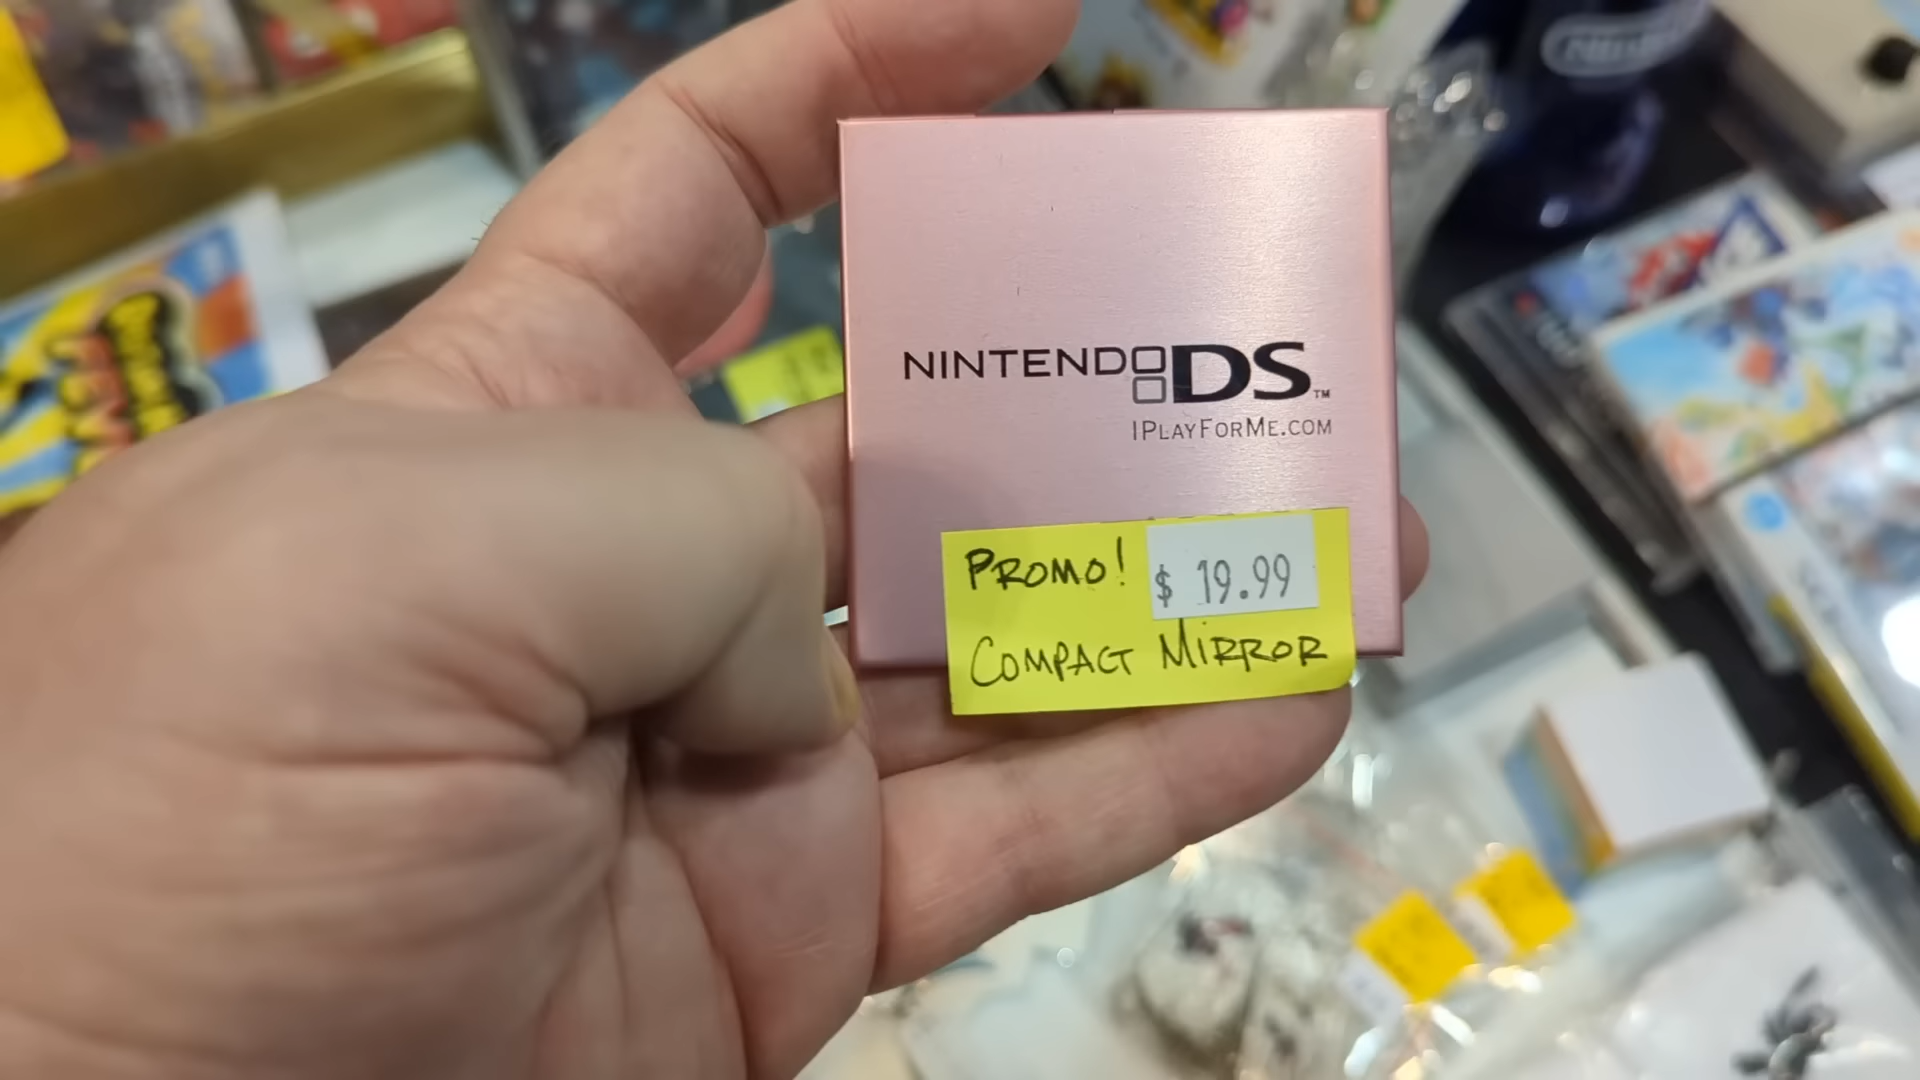 NINTENDO DS™
IPLAYFORME.COM
PROMO! $ 19.99
COMPACT MIRROR